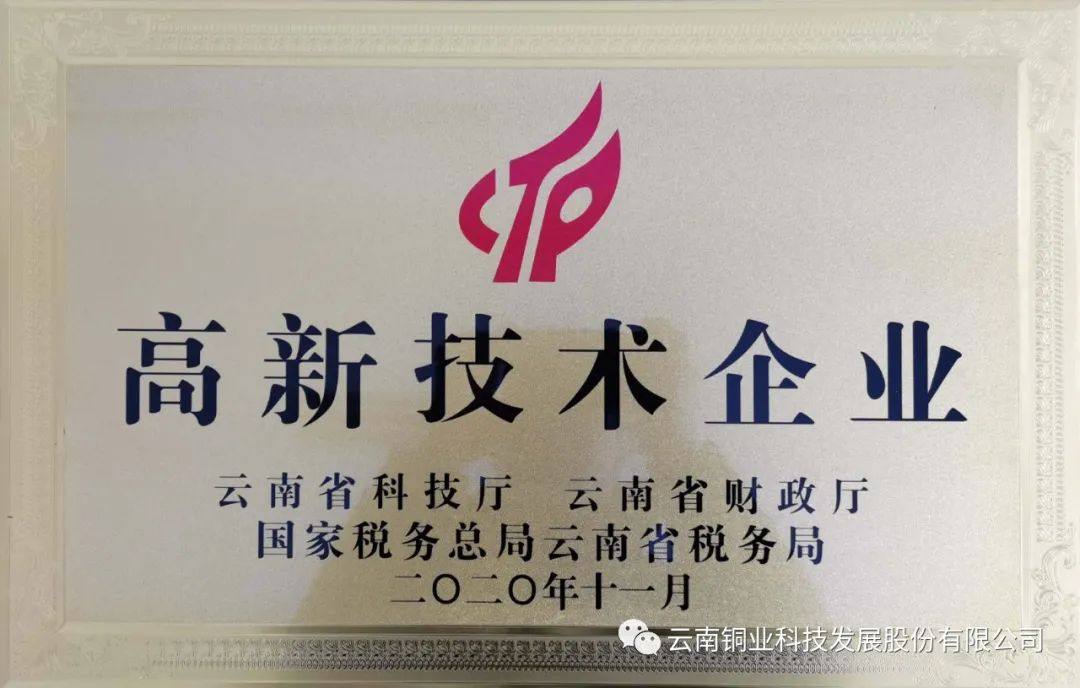 CTP
高新技术企业
云南省科技厅 云南省财政厅
国家税务总局云南省税务局
二〇二〇年十一月
云南铜业科技发展股份有限公司